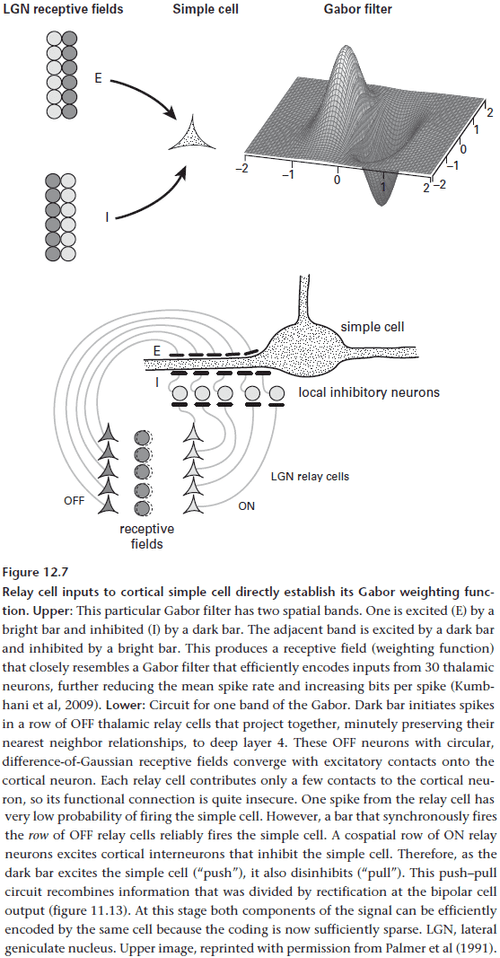 LGN receptive fields
Simple cell
Gabor filter
E
I
2
1
0
–1
–2
–2
–1
0
1
2
E
I
simple cell
local inhibitory neurons
LGN relay cells
OFF
ON
receptive
fields
Figure 12.7
Relay cell inputs to cortical simple cell directly establish its Gabor weighting func-
tion. Upper: This particular Gabor filter has two spatial bands. One is excited (E) by a
bright bar and inhibited (I) by a dark bar. The adjacent band is excited by a dark bar
and inhibited by a bright bar. This produces a receptive field (weighting function)
that closely resembles a Gabor filter that efficiently encodes inputs from 30 thalamic
neurons, further reducing the mean spike rate and increasing bits per spike (Kumb-
hani et al, 2009). Lower: Circuit for one band of the Gabor. Dark bar initiates spikes
in a row of OFF thalamic relay cells that project together, minutely preserving their
nearest neighbor relationships, to deep layer 4. These OFF neurons with circular,
difference-of-Gaussian receptive fields converge with excitatory contacts onto the
cortical neuron. Each relay cell contributes only a few contacts to the cortical neu-
ron, so its functional connection is quite insecure. One spike from the relay cell has
very low probability of firing the simple cell. However, a bar that synchronously fires
the row of OFF relay cells reliably fires the simple cell. A cospatial row of ON relay
neurons excites cortical interneurons that inhibit the simple cell. Therefore, as the
dark bar excites the simple cell (“push”), it also disinhibits (“pull”). This push–pull
circuit recombines information that was divided by rectification at the bipolar cell
output (figure 11.13). At this stage both components of the signal can be efficiently
encoded by the same cell because the coding is now sufficiently sparse. LGN, lateral
geniculate nucleus. Upper image, reprinted with permission from Palmer et al (1991).